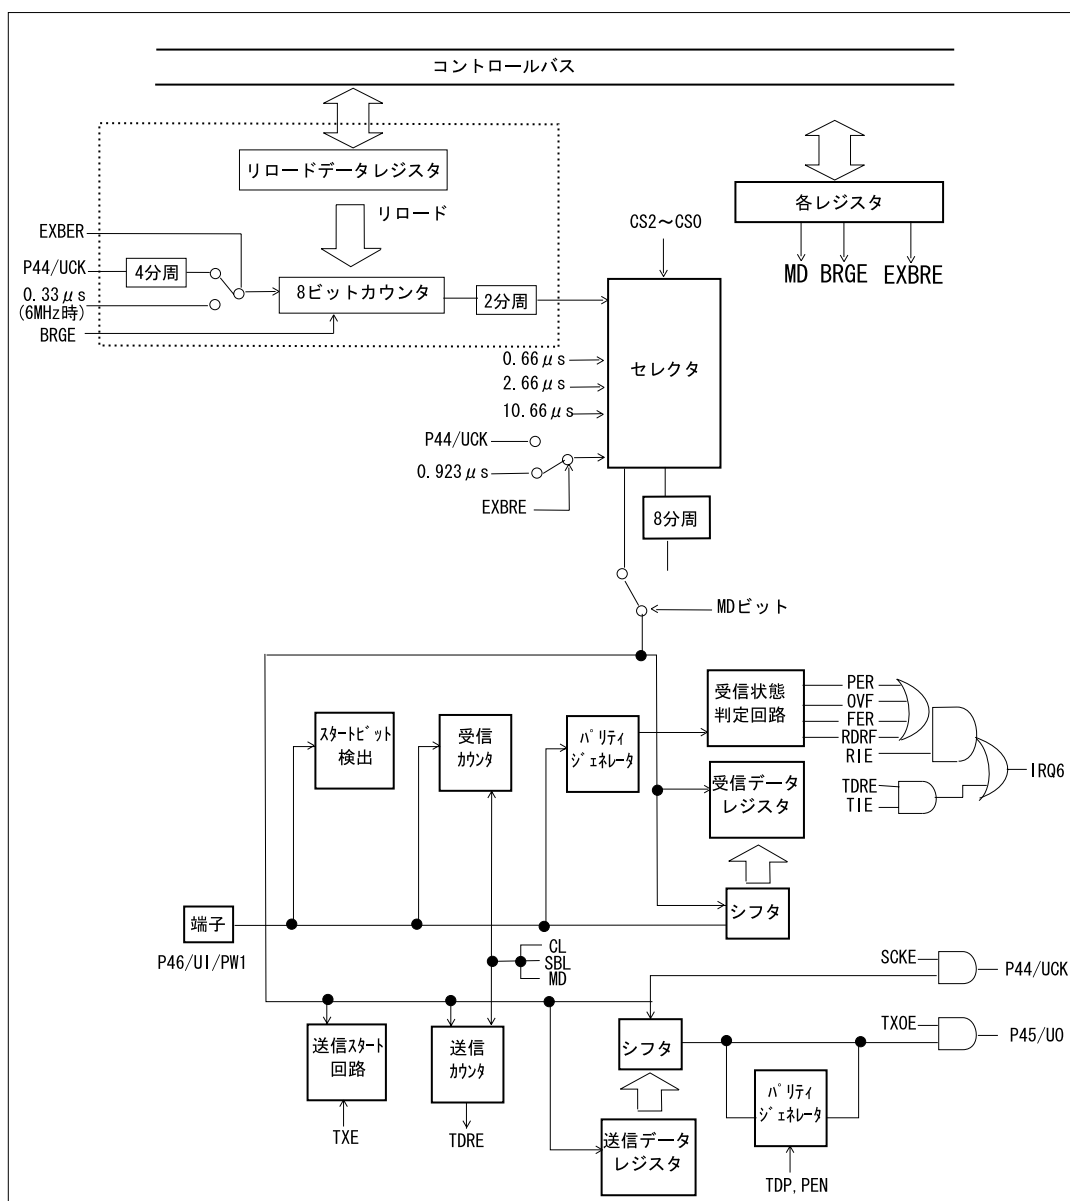 コントロールバス
リロードデータレジスタ
リロード
EXBER
P44/UCK
4分周
0.33μs
(6MHz時)
BRGE
8ビットカウンタ
2分周
CS2～CS0
各レジスタ
MD BRGE EXBRE
セレクタ
0.66μs
2.66μs
10.66μs
P44/UCK
0.923μs
EXBRE
8分周
MDビット
スタートビット
検出
受信
カウンタ
パリティ
ジェネレータ
受信状態
判定回路
PER
OVF
FER
RDRF
RIE
TDRE
TIE
IRQ6
受信データ
レジスタ
シフタ
端子
P46/UI/PW1
CL
SBL
MD
SCKE
P44/UCK
TXOE
P45/UO
送信スタート
回路
TXE
送信
カウンタ
TDRE
シフタ
送信データ
レジスタ
パリティ
ジェネレータ
TDP,PEN